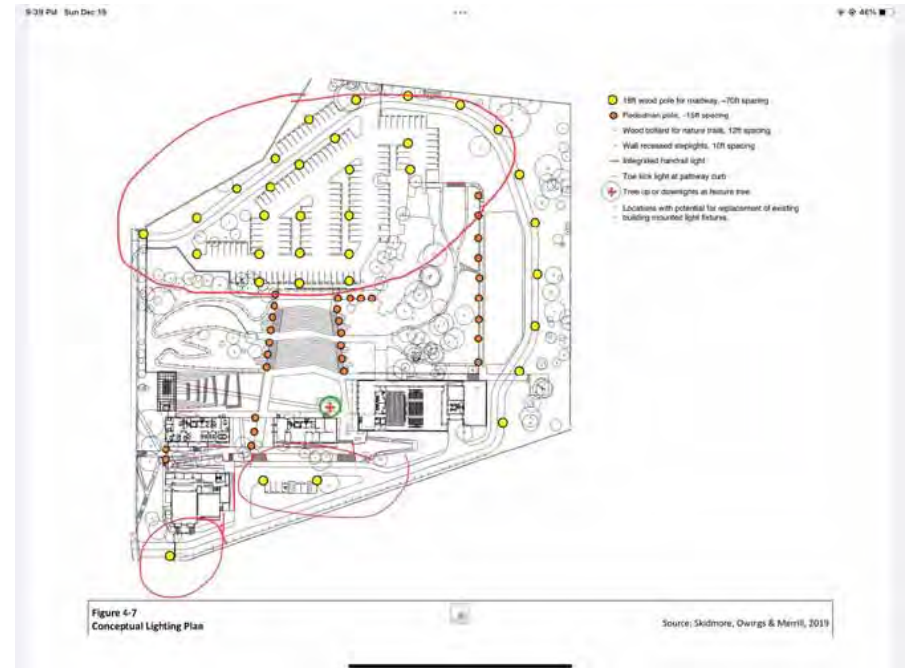 9:39 PM Sun Dec 15
46%
16ft wood pole for roadway, ~70ft spacing
Pedestrian pole, ~15ft spacing
Wood bollard for nature trails, 12ft spacing
Wall recessed steplights, 10ft spacing
Integrated handrail light
Toe kick light at pathway curb
Tree up or downlights at feature tree
Locations with potential for replacement of existing
building mounted light fixtures.
Figure 4-7
Conceptual Lighting Plan
Source: Skidmore, Owings & Merrill, 2019